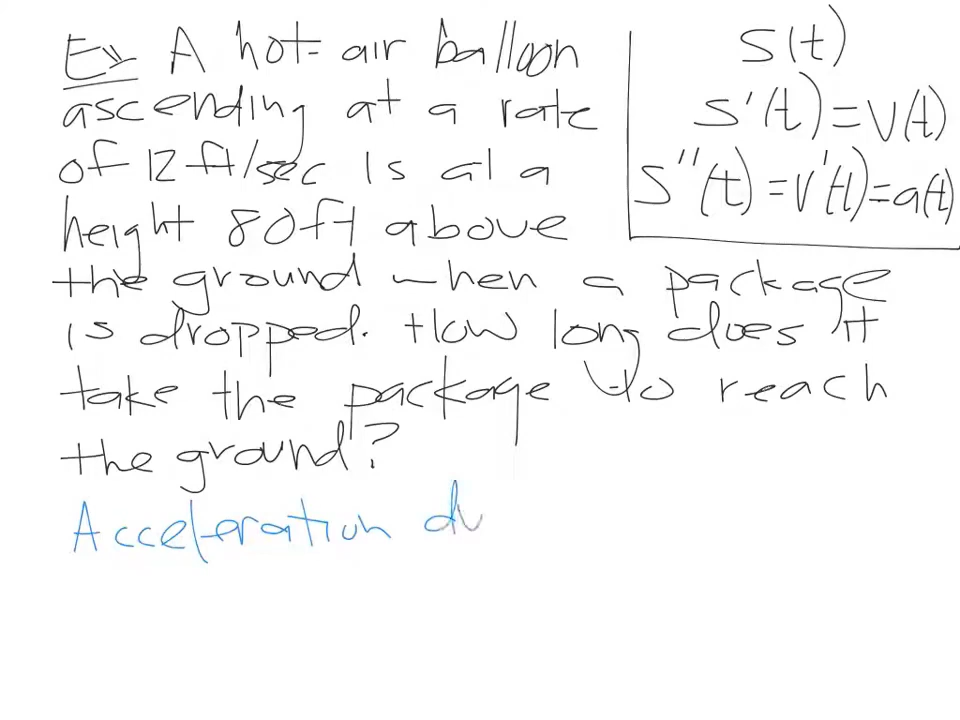 Ex A hot-air balloon
ascending at a rate
of 12 ft/sec is at a
height 80ft above
the ground when a package
is dropped. How long does it
take the package to reach
the ground?
Acceleration du
S(t)
S'(t)=V(t)
S''(t)=V'(t)=a(t)